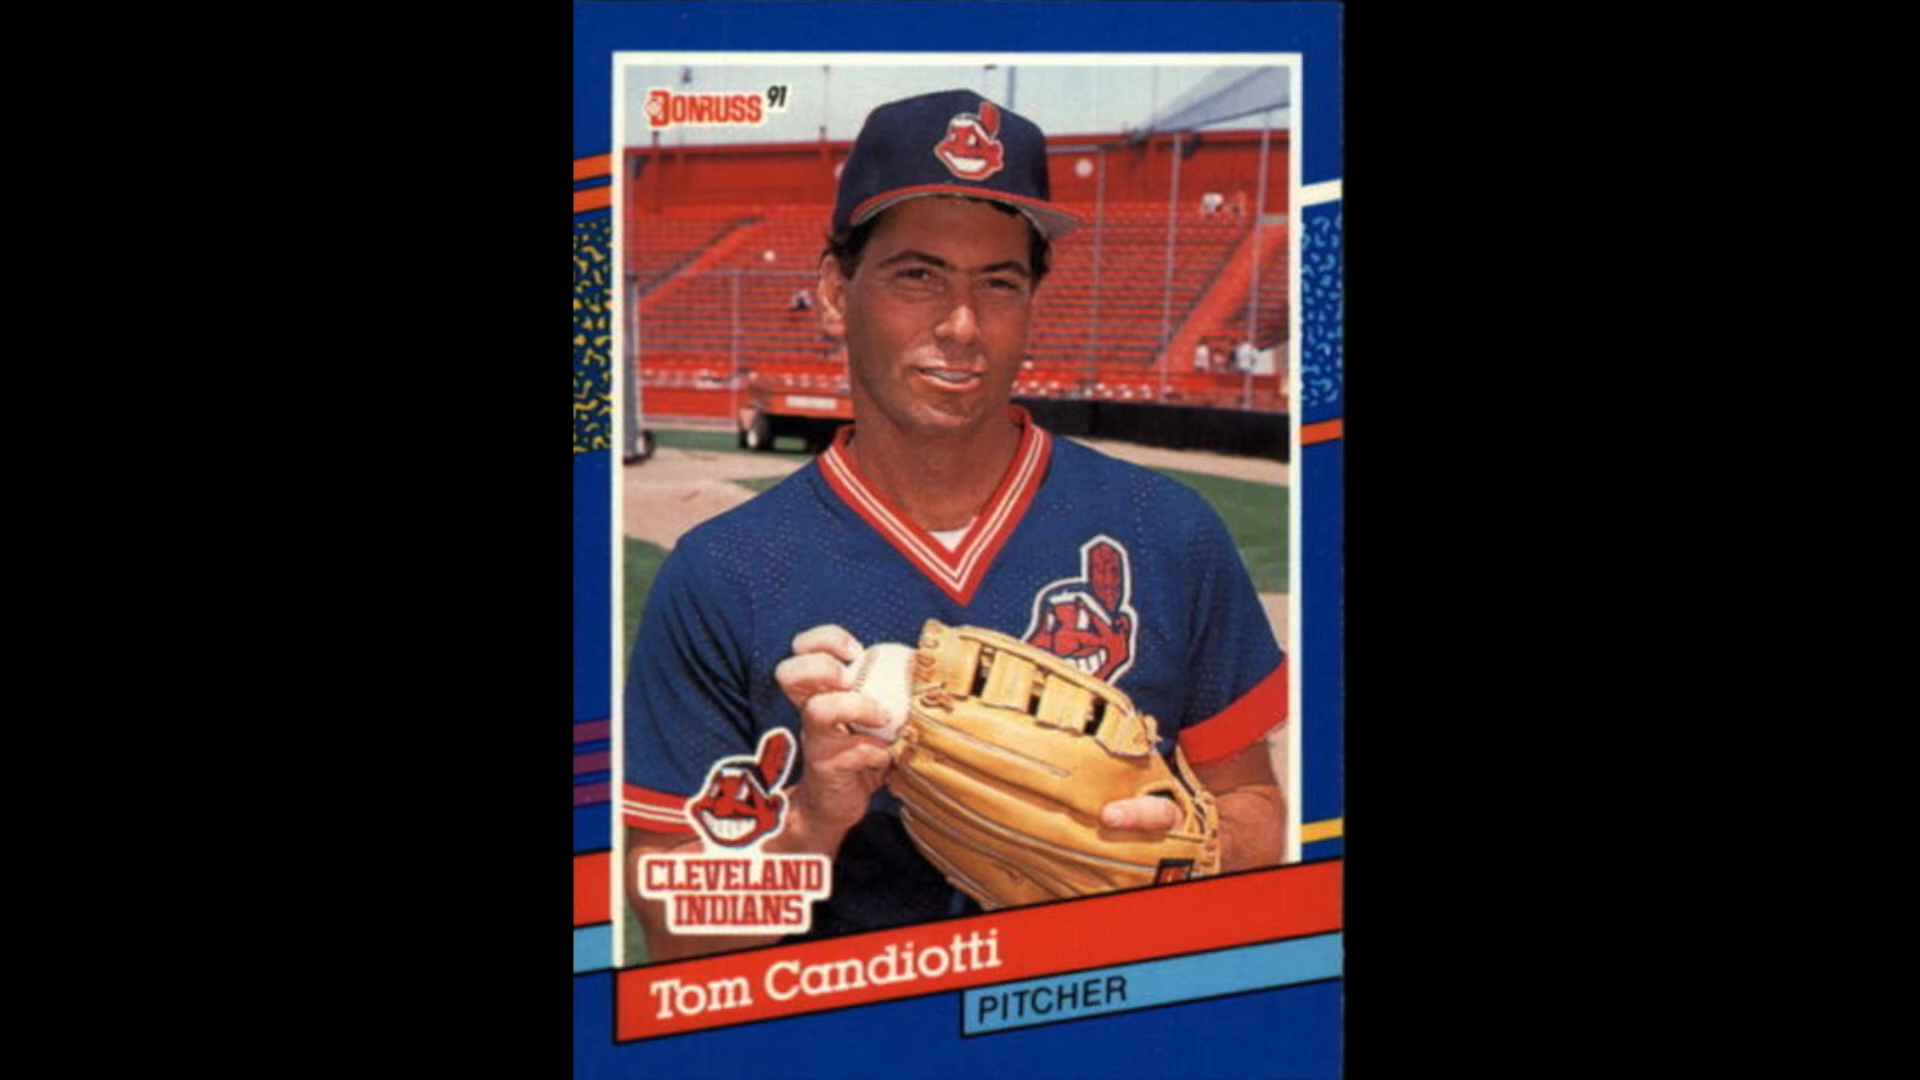 DONRUSS '91
CLEVELAND
INDIANS
Tom Candiotti
PITCHER